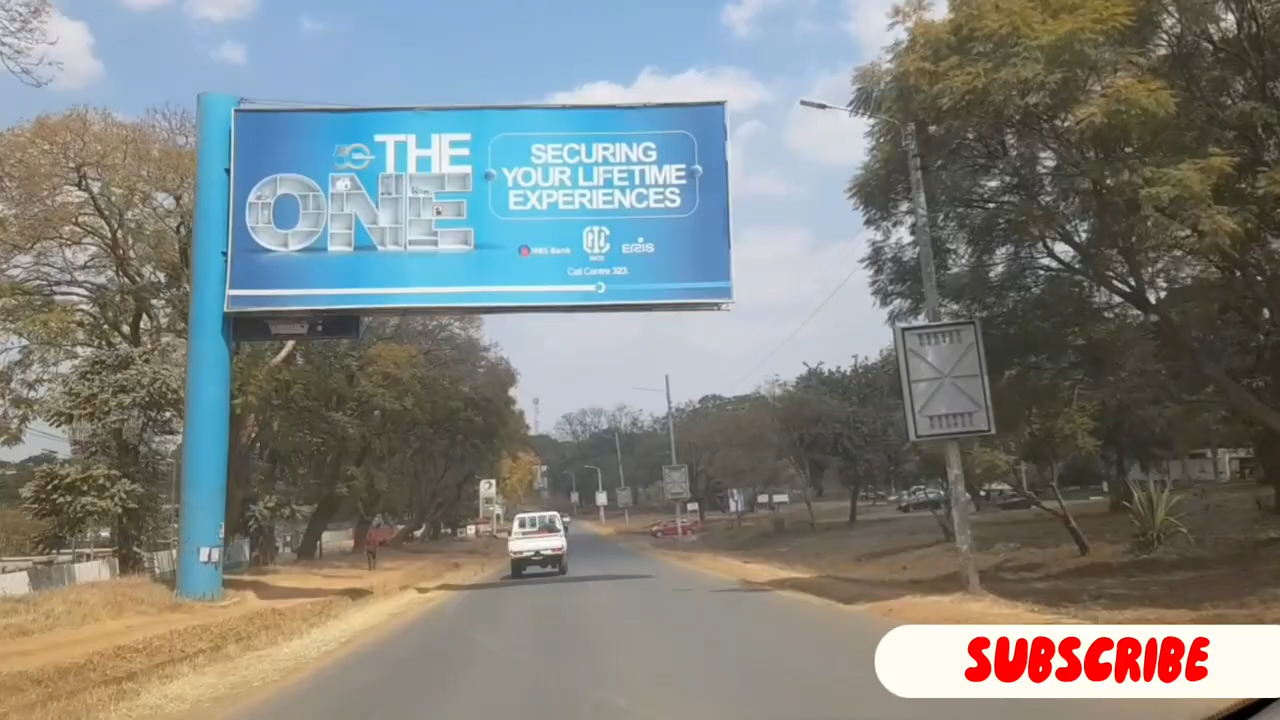 THE
ONE
SECURING
YOUR LIFETIME
EXPERIENCES
NBS Bank
ERIS
Call Centre 323.
SUBSCRIBE